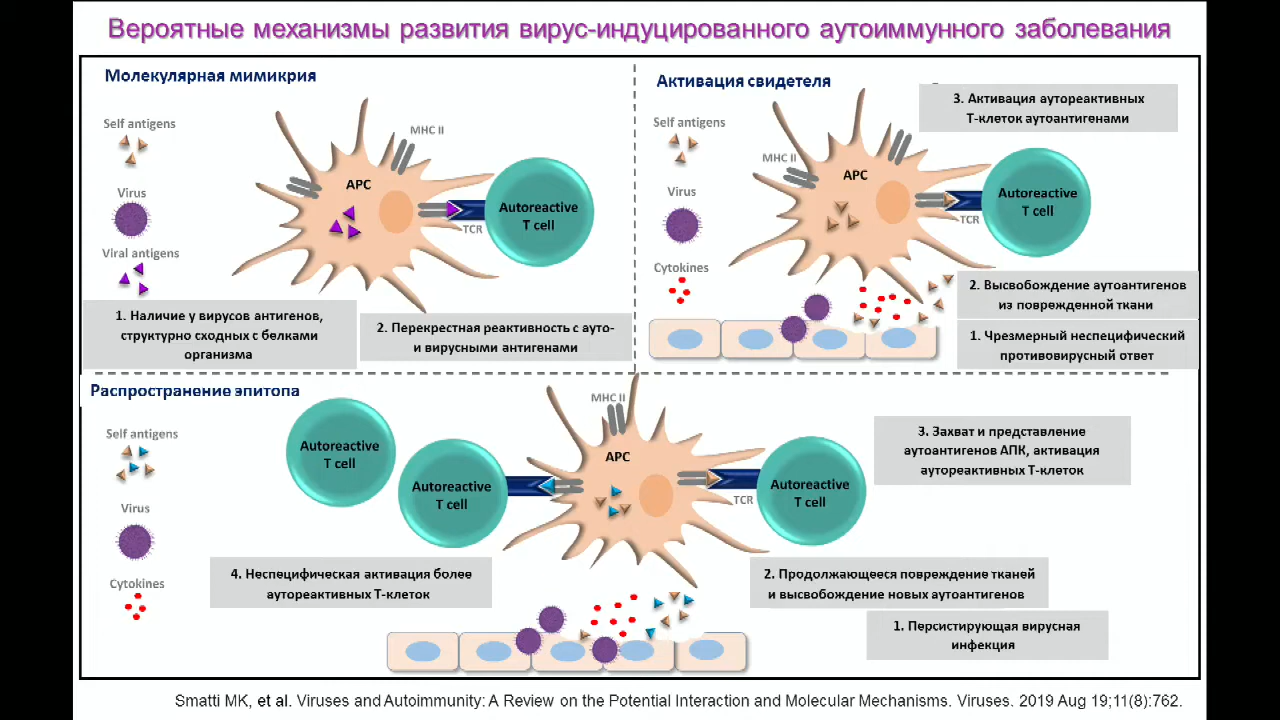 Вероятные механизмы развития вирус-индуцированного аутоиммунного заболевания
Молекулярная мимикрия
Self antigens
Virus
Viral antigens
MHC II
APC
TCR
Autoreactive
T cell
1. Наличие у вирусов антигенов,
структурно сходных с белками
организма
2. Перекрестная реактивность с ауто-
и вирусными антигенами
Активация свидетеля
Self antigens
Virus
Cytokines
MHC II
APC
TCR
Autoreactive
T cell
3. Активация аутореактивных
Т-клеток аутоантигенами
2. Высвобождение аутоантигенов
из поврежденной ткани
1. Чрезмерный неспецифический
противовирусный ответ
Распространение эпитопа
Self antigens
Virus
Cytokines
Autoreactive
T cell
Autoreactive
T cell
MHC II
APC
TCR
Autoreactive
T cell
3. Захват и представление
аутоантигенов АПК, активация
аутореактивных Т-клеток
4. Неспецифическая активация более
аутореактивных Т-клеток
2. Продолжающееся повреждение тканей
и высвобождение новых аутоантигенов
1. Персистирующая вирусная
инфекция
Smatti MK, et al. Viruses and Autoimmunity: A Review on the Potential Interaction and Molecular Mechanisms. Viruses. 2019 Aug 19;11(8):762.